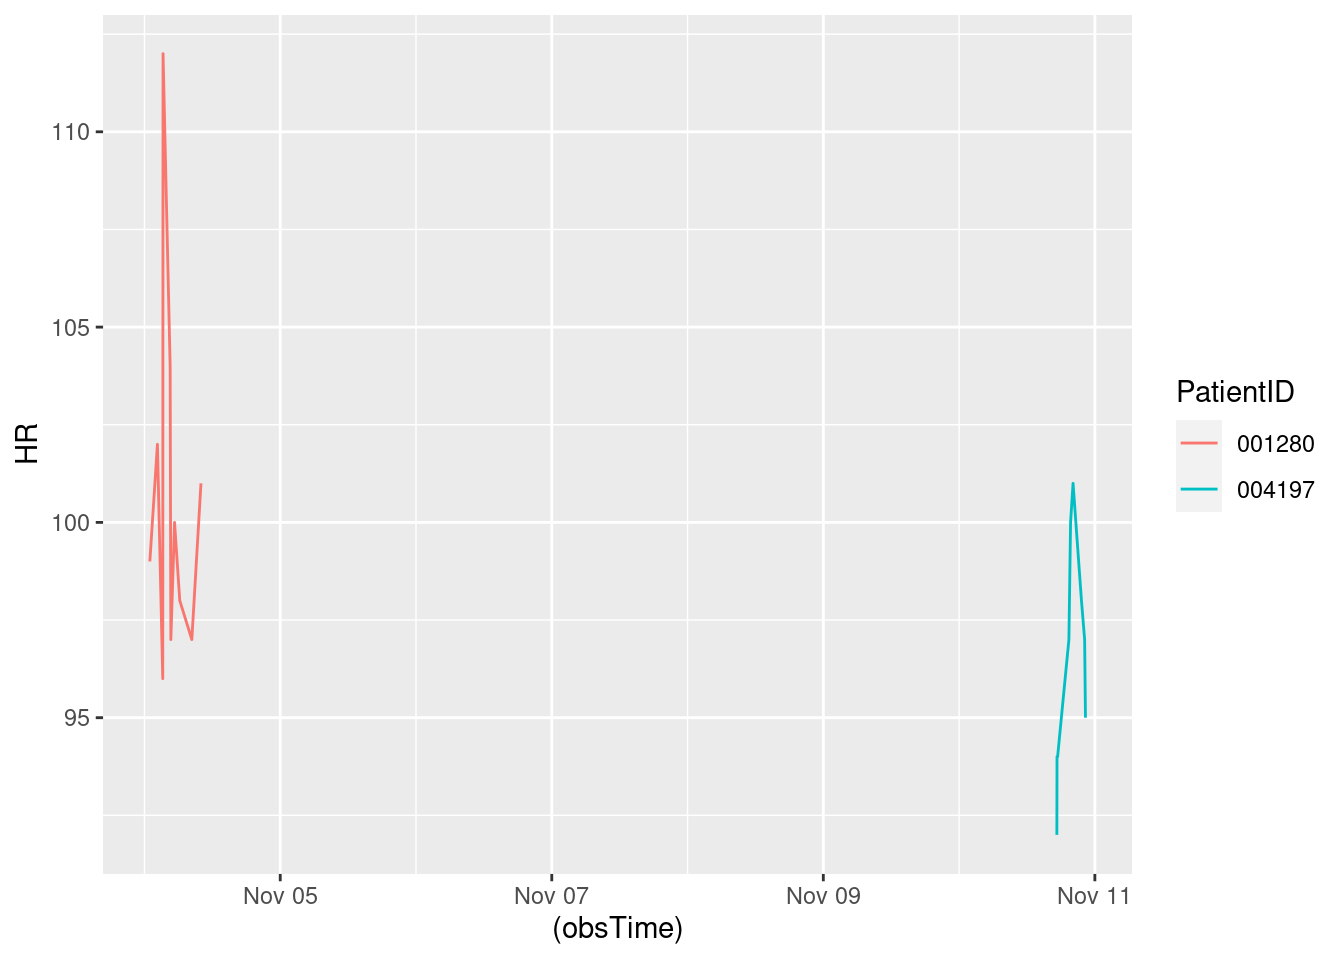 HR
110
105
100
95
Nov 05
Nov 07
Nov 09
Nov 11
(obsTime)
PatientID
001280
004197